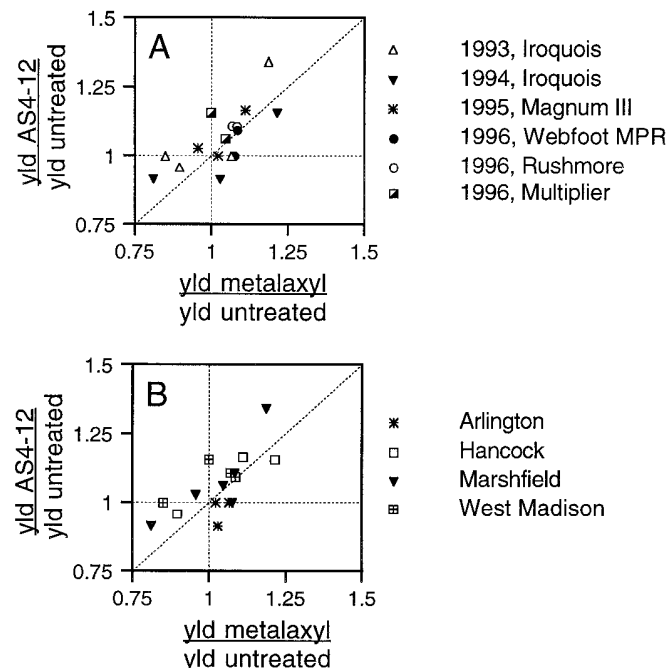 A
1.5
1.25
1
0.75
0.75 1 1.25 1.5
yld AS4-12
yld untreated
yld metalaxyl
yld untreated
1993, Iroquois
1994, Iroquois
1995, Magnum III
1996, Webfoot MPR
1996, Rushmore
1996, Multiplier
B
1.5
1.25
1
0.75
0.75 1 1.25 1.5
yld AS4-12
yld untreated
yld metalaxyl
yld untreated
Arlington
Hancock
Marshfield
West Madison